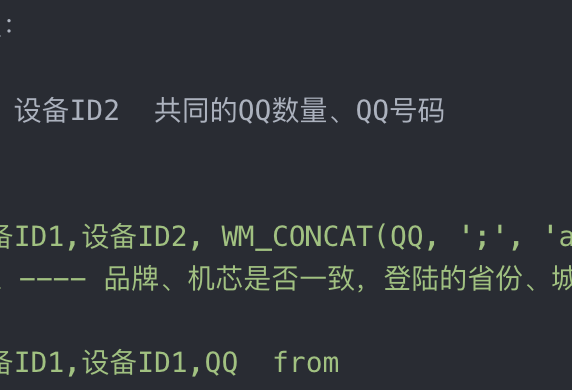 ：
设备ID2  共同的QQ数量、QQ号码
备ID1,设备ID2, WM_CONCAT(QQ, ';', 'a
---- 品牌、机芯是否一致，登陆的省份、城
备ID1,设备ID1,QQ  from